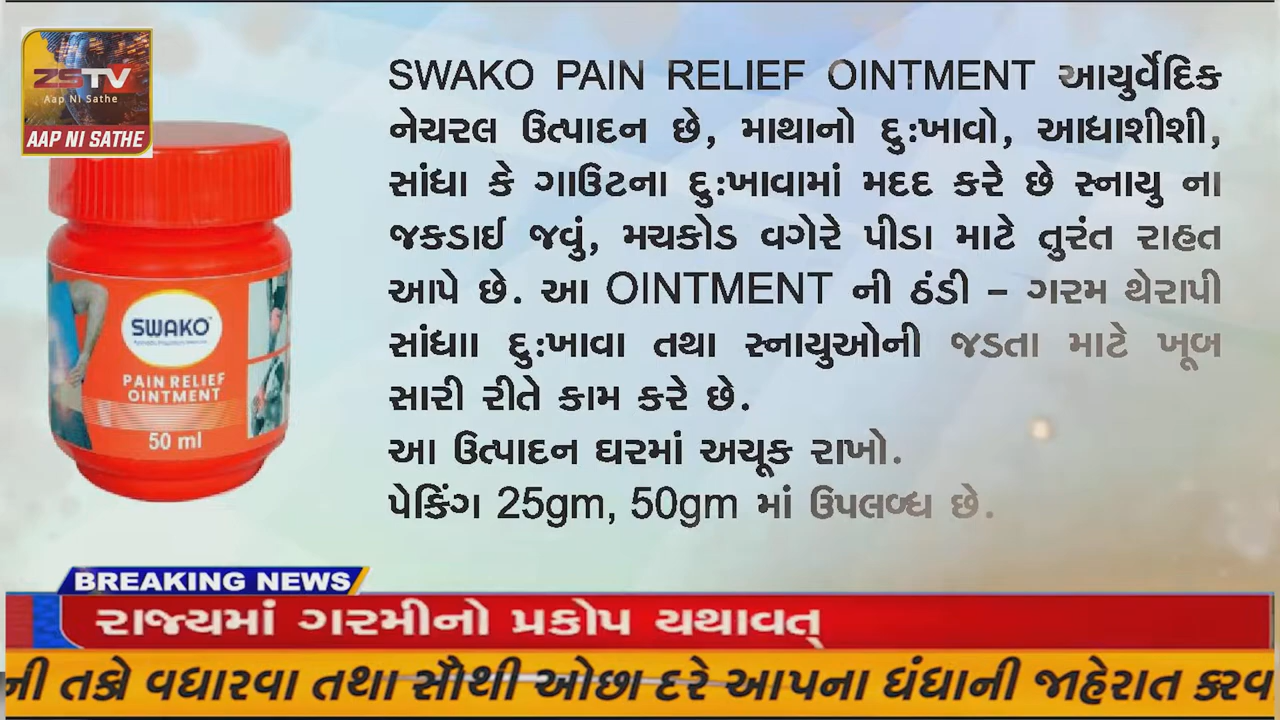 ZSTV
Aap Ni Sathe
AAP NI SATHE
SWAKO PAIN RELIEF OINTMENT આયુર્વેદિક
નેચરલ ઉત્પાદન છે, માથાનો દુઃખાવો, આધાશીશી,
સાંધા કે ગાઉટના દુઃખાવામાં મદદ કરે છે સ્નાયુ ના
જકડાઈ જવું, મચકોડ વગેરે પીડા માટે તુરંત રાહત
આપે છે. આ OINTMENT ની ઠંડી – ગરમ થેરાપી
સાંધાા દુઃખાવા તથા સ્નાયુઓની જડતા માટે ખૂબ
સારી રીતે કામ કરે છે.
આ ઉત્પાદન ઘરમાં અચૂક રાખો.
પેકિંગ 25gm, 50gm માં ઉપલબ્ધ છે.
SWAKO
PAIN RELIEF
OINTMENT
50 ml
BREAKING NEWS
રાજ્યમાં ગરમીનો પ્રકોપ યથાવત્
ની તકો વધારવા તથા સૌથી ઓછા દરે આપના ધંધાની જાહેરાત કરવ